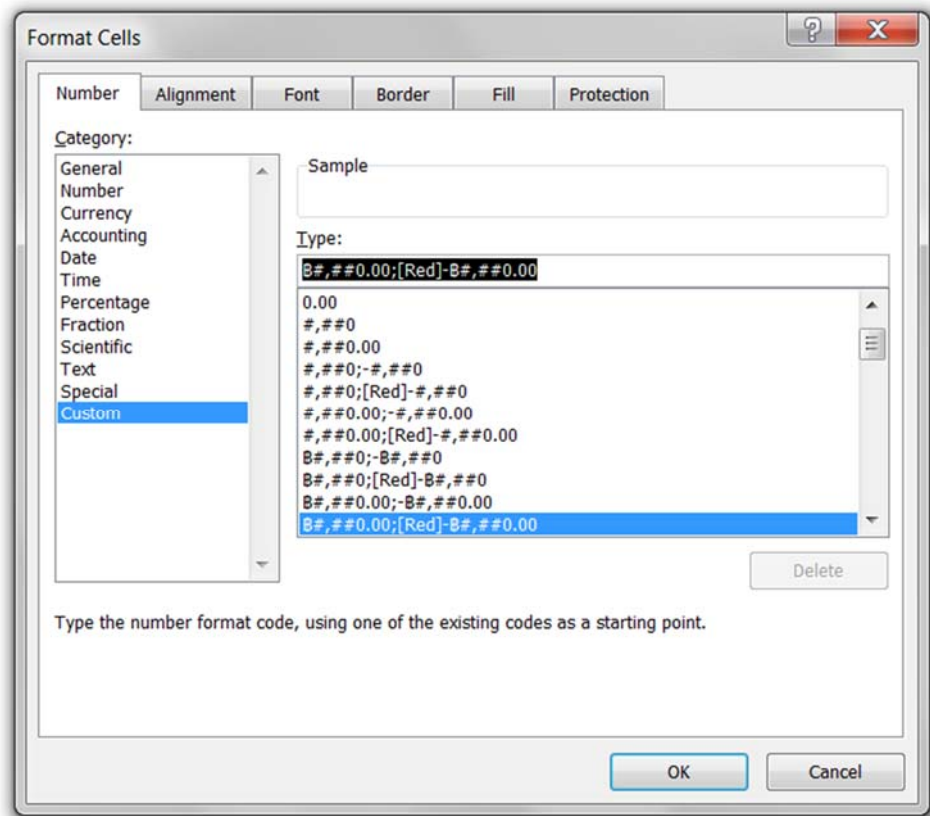 Format Cells
Number Alignment Font Border Fill Protection
Category:
General
Number
Currency
Accounting
Date
Time
Percentage
Fraction
Scientific
Text
Special
Custom
Sample
Type:
Ƀ#,##0.00;[Red]-Ƀ#,##0.00
0.00
#,##0
#,##0.00
#,##0;-#,##0
#,##0;[Red]-#,##0
#,##0.00;-#,##0.00
#,##0.00;[Red]-#,##0.00
Ƀ#,##0;-Ƀ#,##0
Ƀ#,##0;[Red]-Ƀ#,##0
Ƀ#,##0.00;-Ƀ#,##0.00
Ƀ#,##0.00;[Red]-Ƀ#,##0.00
Delete
Type the number format code, using one of the existing codes as a starting point.
OK Cancel